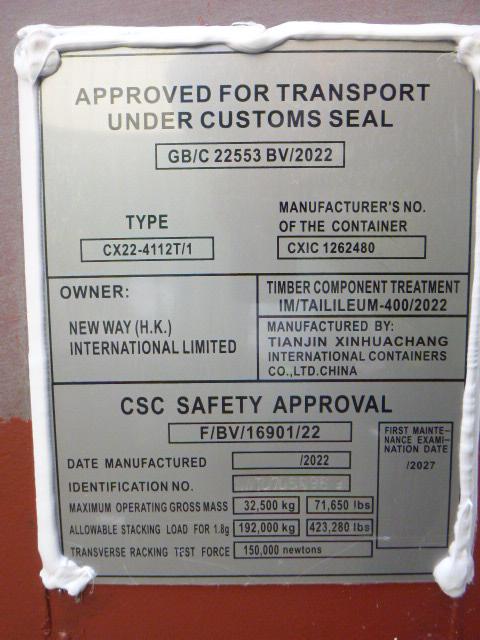 APPROVED FOR TRANSPORT
UNDER CUSTOMS SEAL
GB/C 22553 BV/2022
TYPE
CX22-4112T/1
MANUFACTURER'S NO.
OF THE CONTAINER
CXIC 1262480
OWNER:
NEW WAY (H.K.)
INTERNATIONAL LIMITED
TIMBER COMPONENT TREATMENT
IM/TAILILEUM-400/2022
MANUFACTURED BY:
TIANJIN XINHUACHANG
INTERNATIONAL CONTAINERS
CO.,LTD.CHINA
CSC SAFETY APPROVAL
F/BV/16901/22
DATE MANUFACTURED /2022
IDENTIFICATION NO.
MAXIMUM OPERATING GROSS MASS 32,500 kg 71,650 lbs
ALLOWABLE STACKING LOAD FOR 1.8g 192,000 kg 423,280 lbs
TRANSVERSE RACKING TEST FORCE 150,000 newtons
FIRST MAINTE-
NANCE EXAMI-
NATION DATE
/2027